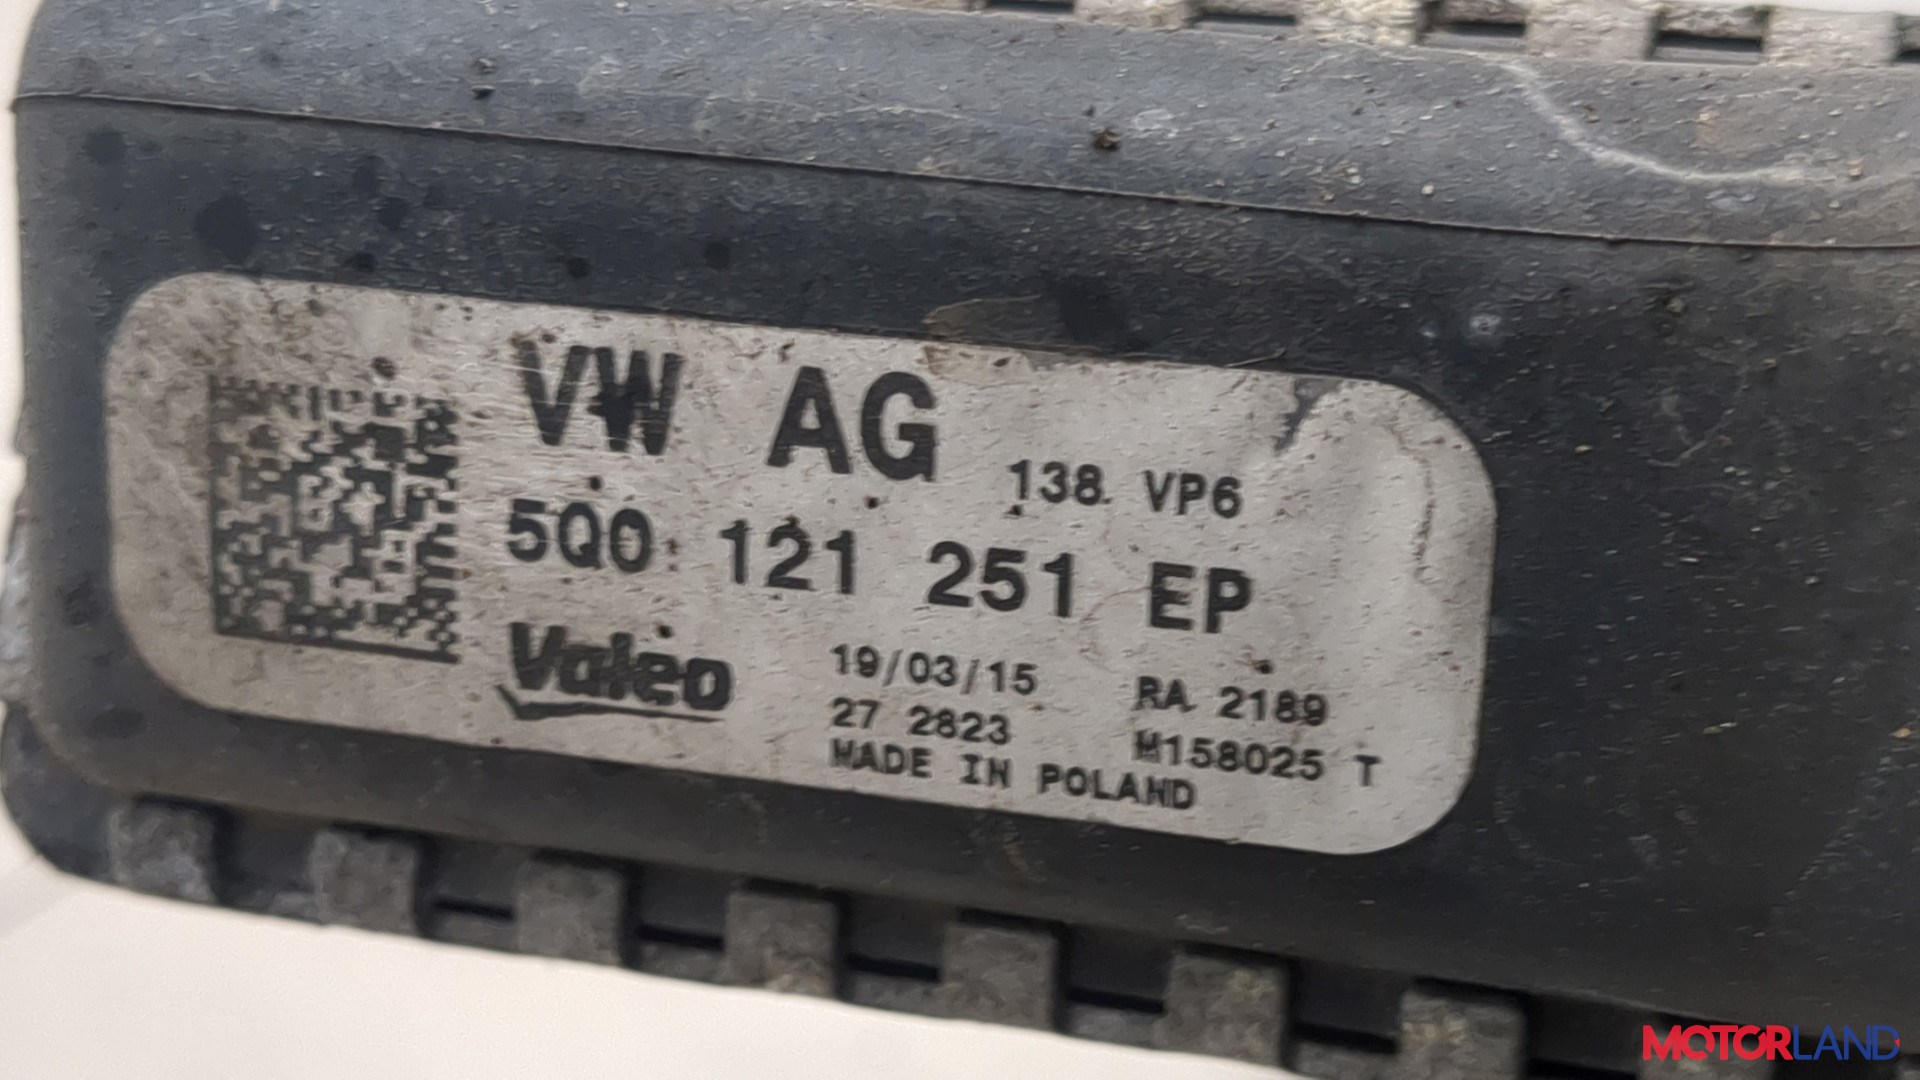 VW AG 138. VP6
5Q0 121 251 EP
Valeo
19/03/15 RA 2189
27 2823 M158025 T
MADE IN POLAND
MOTORLAND